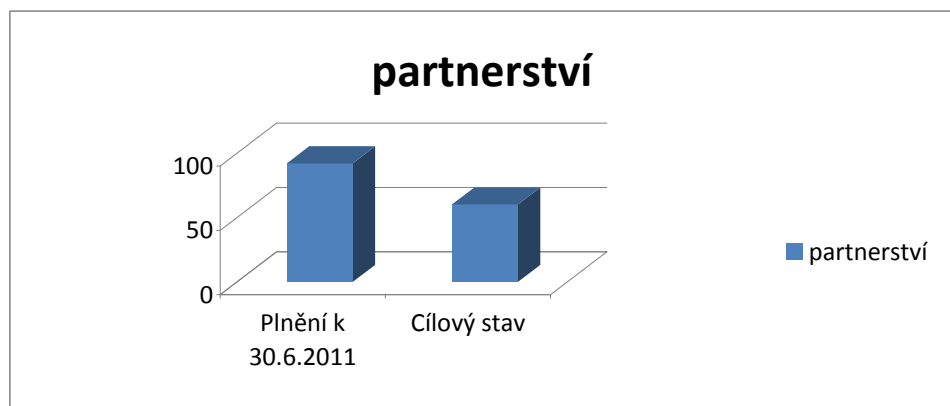 partnerství
100
50
0
Plnění k
30.6.2011
Cílový stav
partnerství